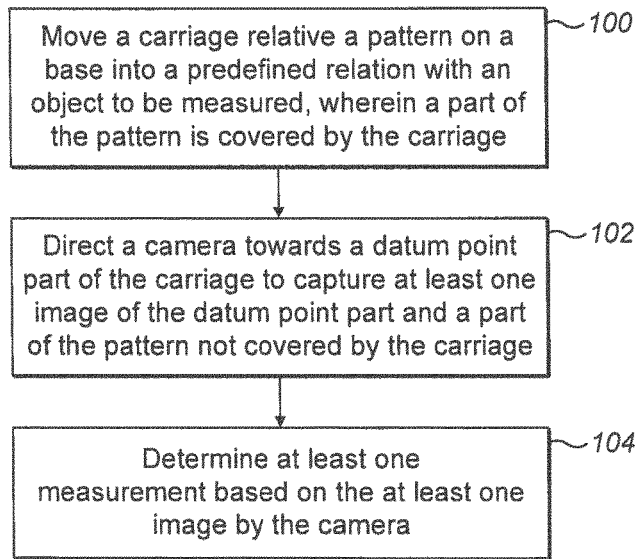 Move a carriage relative a pattern on a
base into a predefined relation with an
object to be measured, wherein a part of
the pattern is covered by the carriage
100
Direct a camera towards a datum point
part of the carriage to capture at least one
image of the datum point part and a part
of the pattern not covered by the carriage
102
Determine at least one
measurement based on the at least one
image by the camera
104